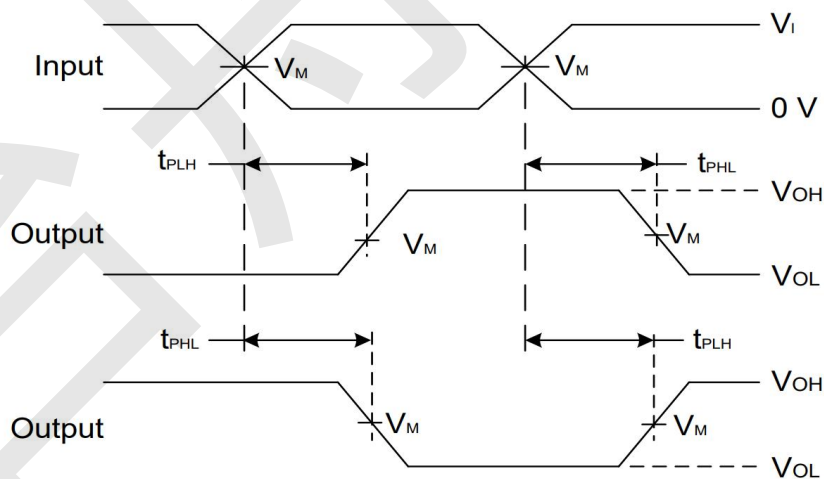 VI
Input VM VM
0 V
tPLH tPHL
VOH
Output VM VM
VOL
tPHL tPLH
VOH
Output VM VM
VOL